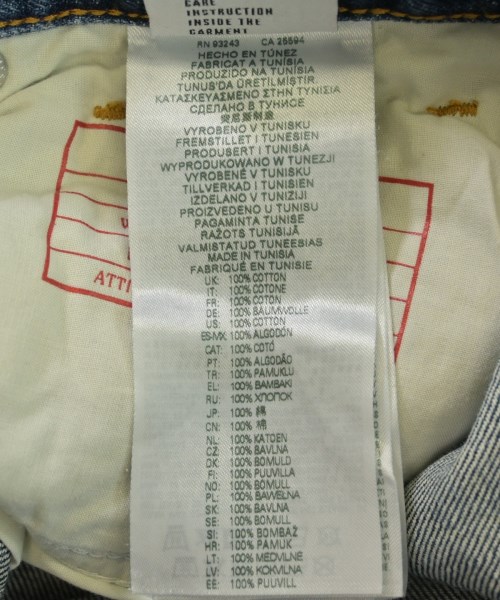 CARE
INSTRUCTION
INSIDE THE
GARMENT
RN 93243 CA 25594
HECHO EN TÚNEZ
FABRICAT A TUNÍSIA
PRODUZIDO NA TUNÍSIA
TUNUS'DA ÜRETİLMİŞTİR.
ΚΑΤΑΣΚΕΥΑΣΜΕΝΟ ΣΤΗΝ ΤΥΝΗΣΙΑ
СДЕЛАНО В ТУНИСЕ
突尼斯制造
VYROBENO V TUNISKU
FREMSTILLET I TUNESIEN
PRODUSERT I TUNISIA
WYPRODUKOWANO W TUNEZJI
VYROBENÉ V TUNISKU
TILLVERKAD I TUNISIEN
IZDELANO V TUNIZIJI
PROIZVEDENO U TUNISU
PAGAMINTA TUNISE
RAŽOTS TUNISIJĀ
VALMISTATUD TUNEESIAS
MADE IN TUNISIA
FABRIQUÉ EN TUNISIE
UK: 100% COTTON
IT: 100% COTONE
FR: 100% COTON
DE: 100% BAUMWOLLE
US: 100% COTTON
ES-MX: 100% ALGODÓN
CAT: 100% COTÓ
PT: 100% ALGODÃO
TR: 100% PAMUKLU
EL: 100% ΒΑΜΒΑΚΙ
RU: 100% ХЛОПОК
JP: 100% 綿
CN: 100% 棉
NL: 100% KATOEN
CZ: 100% BAVLNA
DK: 100% BOMULD
FI: 100% PUUVILLA
NO: 100% BOMULL
PL: 100% BAWEŁNA
SK: 100% BAVLNA
SE: 100% BOMULL
SI: 100% BOMBAŽ
HR: 100% PAMUK
LT: 100% MEDVILNĖ
LV: 100% KOKVILNA
EE: 100% PUUVILL
ATTI